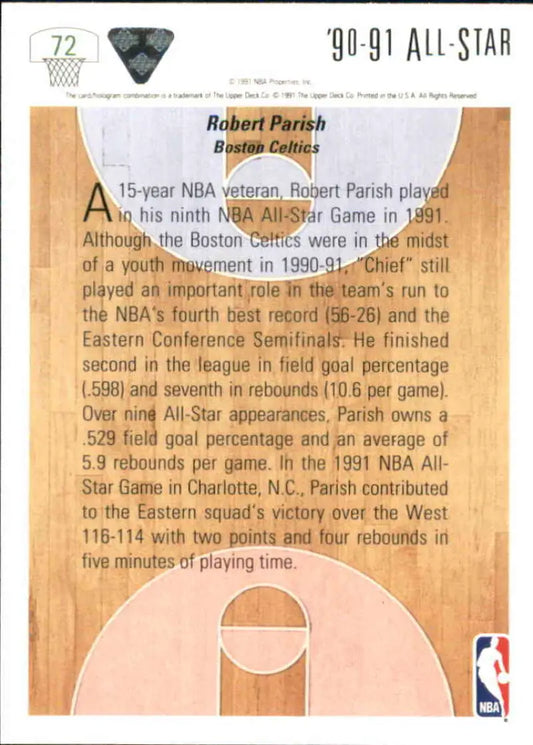 72
'90-91 ALL-STAR
© 1991 NBA Properties, Inc.
The card/hologram combination is a trademark of The Upper Deck Co. © 1991 The Upper Deck Co. Printed in the U.S.A. All Rights Reserved
Robert Parish
Boston Celtics
A 15-year NBA veteran, Robert Parish played
in his ninth NBA All-Star Game in 1991.
Although the Boston Celtics were in the midst
of a youth movement in 1990-91, "Chief" still
played an important role in the team's run to
the NBA's fourth best record (56-26) and the
Eastern Conference Semifinals. He finished
second in the league in field goal percentage
(.598) and seventh in rebounds (10.6 per game).
Over nine All-Star appearances, Parish owns a
.529 field goal percentage and an average of
5.9 rebounds per game. In the 1991 NBA All-
Star Game in Charlotte, N.C., Parish contributed
to the Eastern squad's victory over the West
116-114 with two points and four rebounds in
five minutes of playing time.
NBA